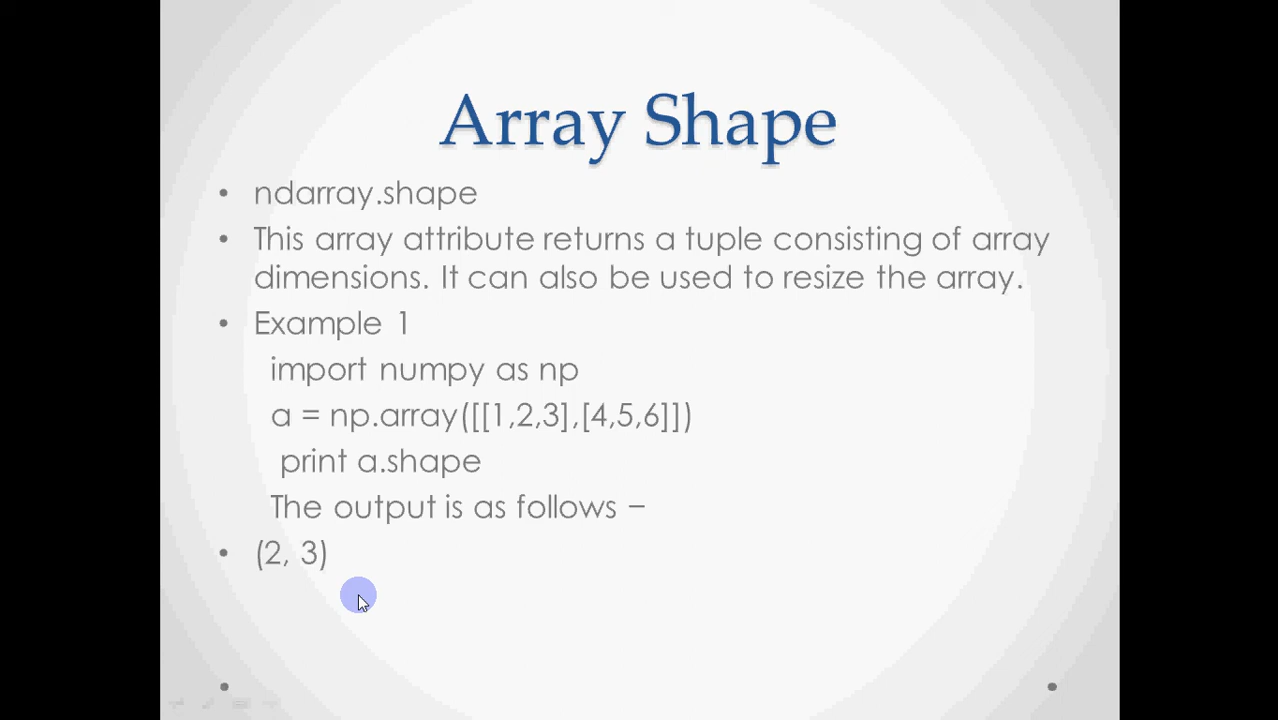 Array Shape
• ndarray.shape
• This array attribute returns a tuple consisting of array
dimensions. It can also be used to resize the array.
• Example 1
import numpy as np
a = np.array([[1,2,3],[4,5,6]])
print a.shape
The output is as follows −
• (2, 3)